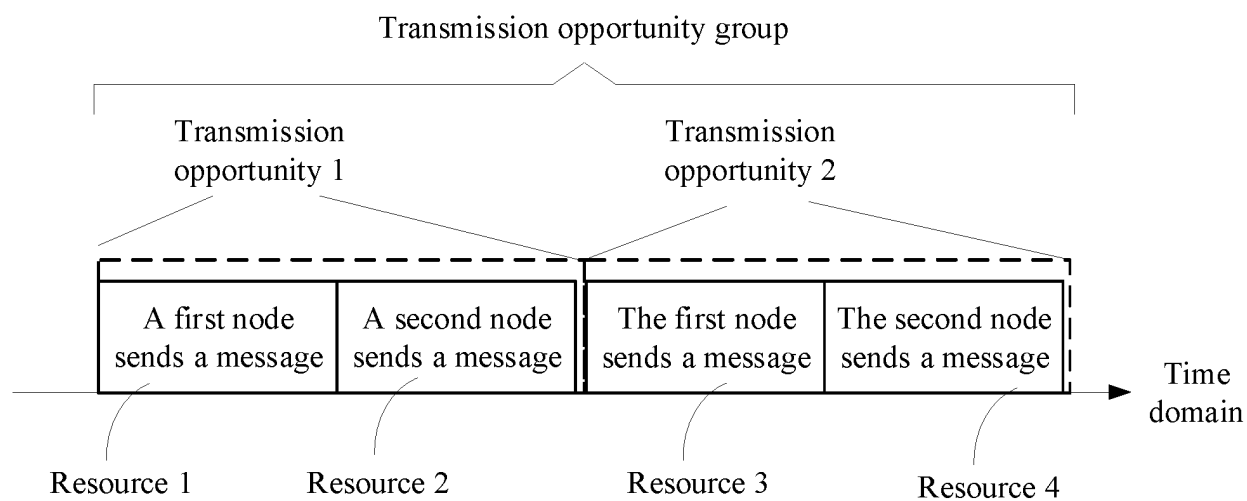 Transmission opportunity group
Transmission
opportunity 1
Transmission
opportunity 2
A first node
sends a message
A second node
sends a message
The first node
sends a message
The second node
sends a message
Time
domain
Resource 1
Resource 2
Resource 3
Resource 4